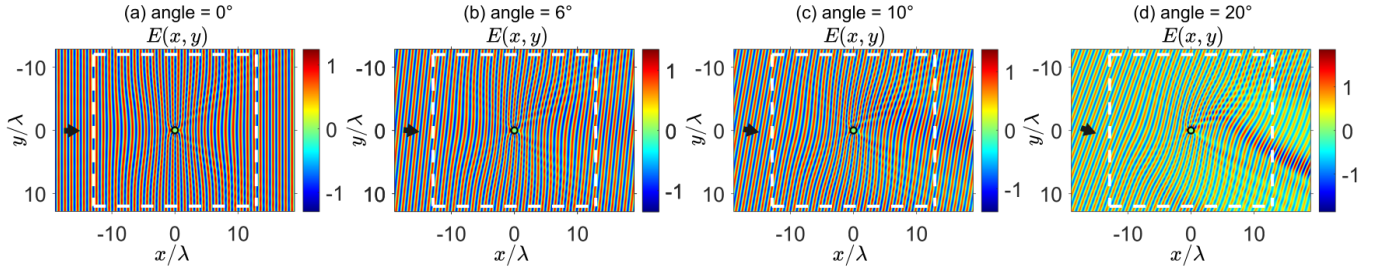 (a) angle = 0°
E(x, y)
1
0
-1
-10
0
10
y/λ
-10 0 10
x/λ
(b) angle = 6°
E(x, y)
1
0
-1
-10
0
10
y/λ
-10 0 10
x/λ
(c) angle = 10°
E(x, y)
1
0
-1
-10
0
10
y/λ
-10 0 10
x/λ
(d) angle = 20°
E(x, y)
1
0
-1
-10
0
10
y/λ
-10 0 10
x/λ